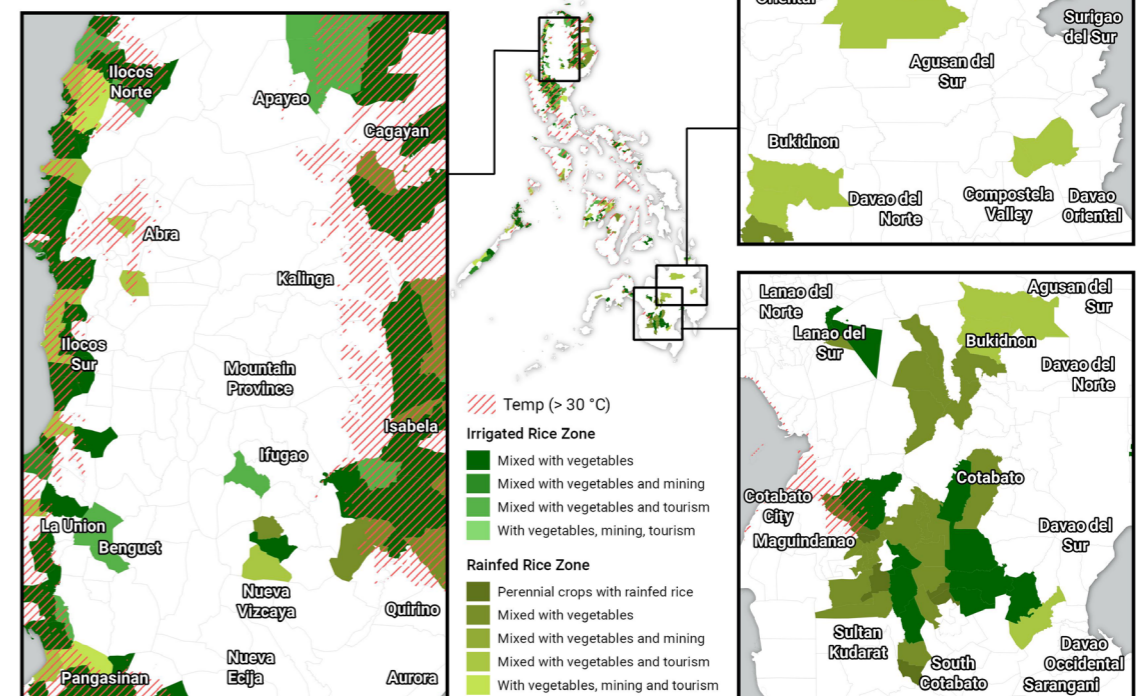 Ilocos
Norte
Apayao
Cagayan
Abra
Kalinga
Ilocos
Sur
Mountain
Province
Isabela
Ifugao
La Union
Benguet
Nueva
Vizcaya
Quirino
Pangasinan
Nueva
Ecija
Aurora
Temp (> 30 °C)
Irrigated Rice Zone
Mixed with vegetables
Mixed with vegetables and mining
Mixed with vegetables and tourism
With vegetables, mining, tourism
Rainfed Rice Zone
Perennial crops with rainfed rice
Mixed with vegetables
Mixed with vegetables and mining
Mixed with vegetables and tourism
With vegetables, mining and tourism
Oriental
Surigao
del Sur
Agusan del
Sur
Bukidnon
Davao del
Norte
Compostela
Valley
Davao
Oriental
Lanao del
Norte
Agusan del
Sur
Lanao del
Sur
Bukidnon
Davao del
Norte
Cotabato
Cotabato
City
Maguindanao
Davao del
Sur
Sultan
Kudarat
South
Cotabato
Davao
Occidental
Sarangani